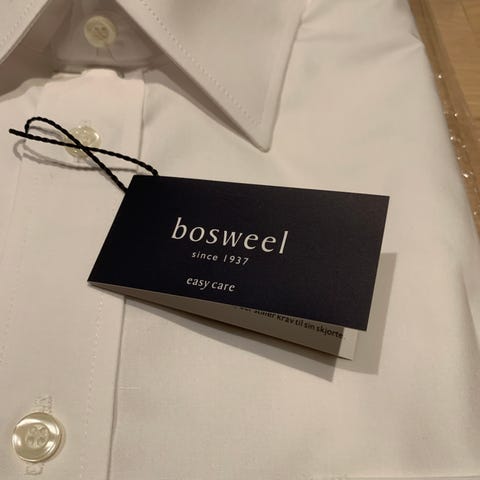 bosweel
since 1937
easy care
stiller krav til sin skjorte